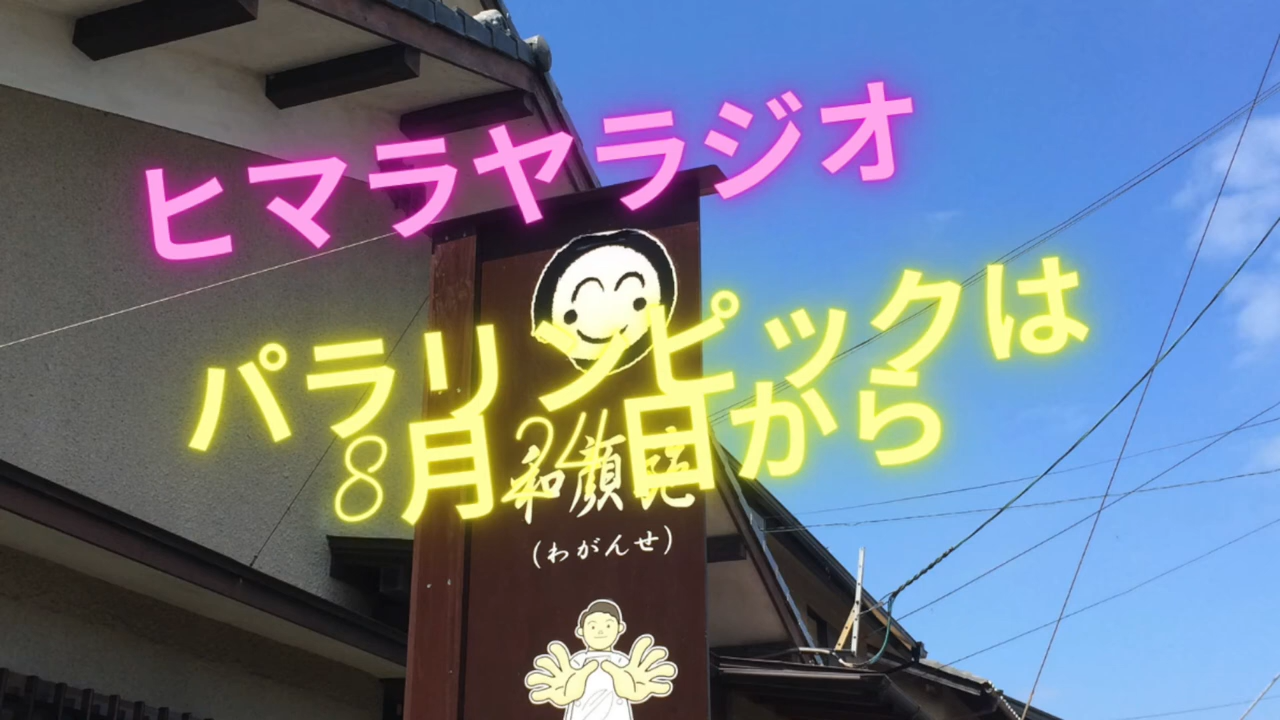 ヒマラヤラジオ
パラリンピックは
8月24日から
和顔施
(わがんせ)